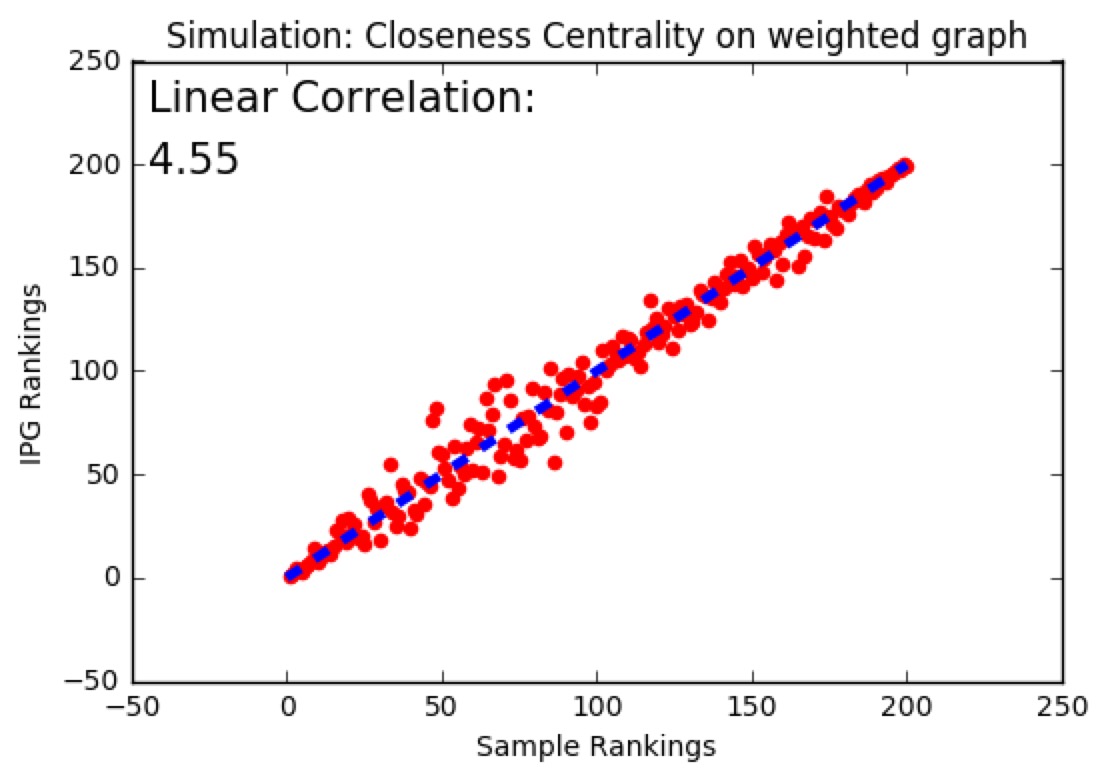 Simulation: Closeness Centrality on weighted graph
Linear Correlation:
4.55
250
200
150
100
50
0
−50
IPG Rankings
−50 0 50 100 150 200 250
Sample Rankings